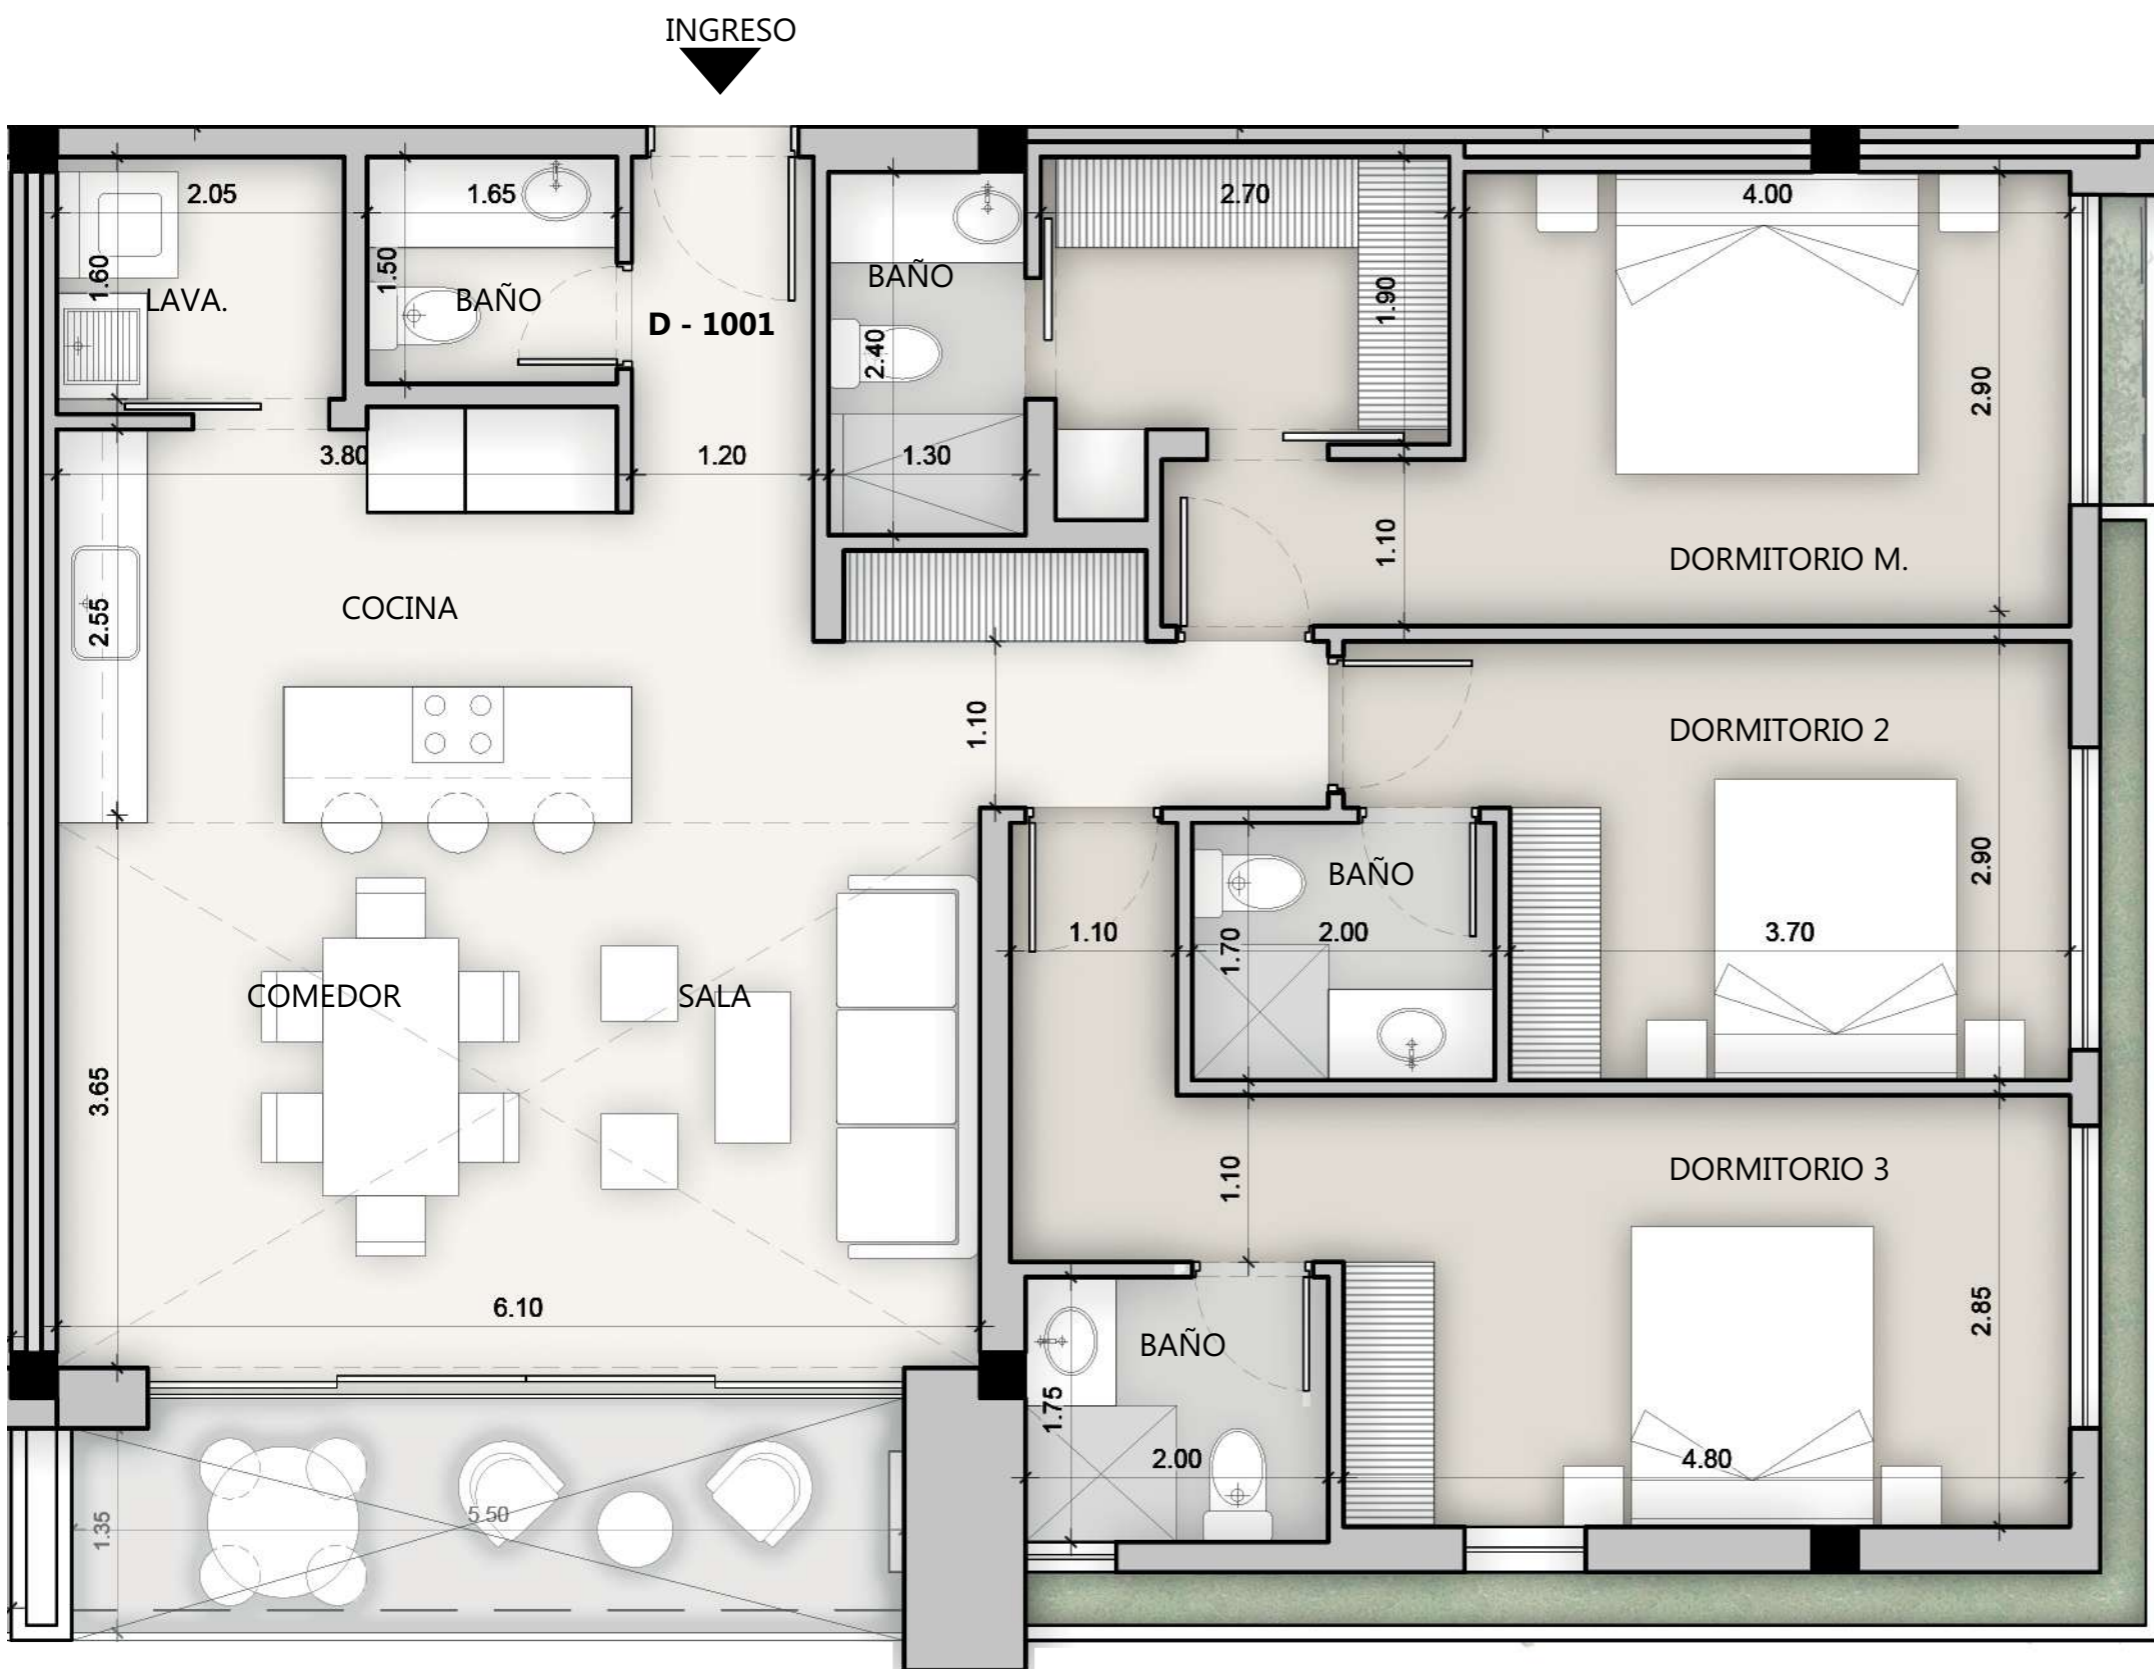 INGRESO
2.05
1.65
2.70
4.00
1.60
LAVA.
1.50
BAÑO
D - 1001
BAÑO
2.40
1.90
2.90
3.80
1.20
1.30
1.10
DORMITORIO M.
2.55
COCINA
1.10
DORMITORIO 2
BAÑO
2.90
1.10
1.70
2.00
3.70
COMEDOR
SALA
3.65
1.10
DORMITORIO 3
6.10
BAÑO
2.85
1.75
2.00
4.80
1.35
5.50